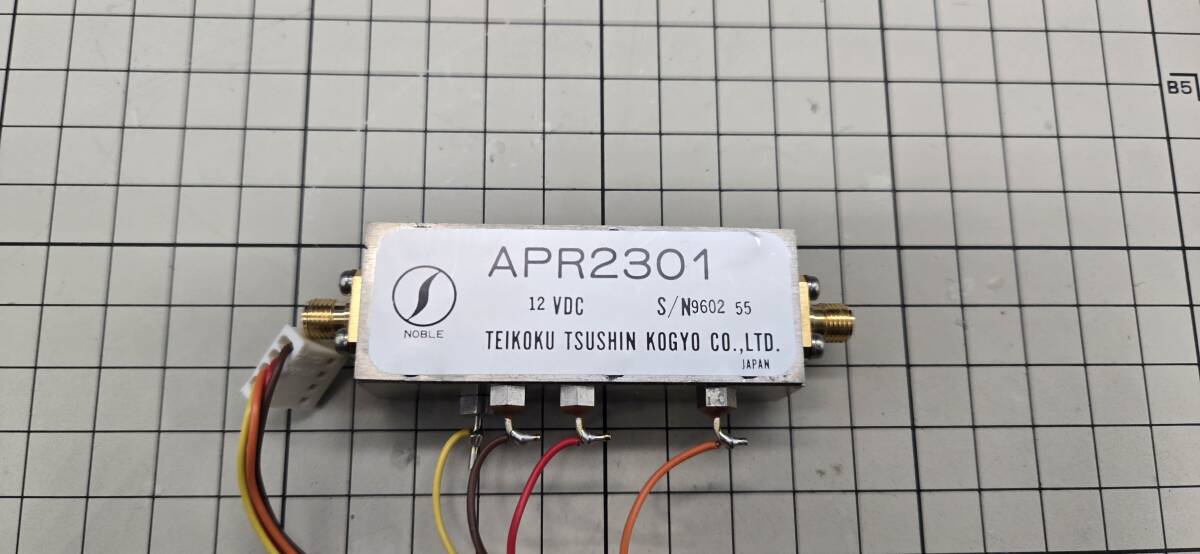 B5
APR2301
12 VDC S/N9602 55
NOBLE
TEIKOKU TSUSHIN KOGYO CO.,LTD.
JAPAN